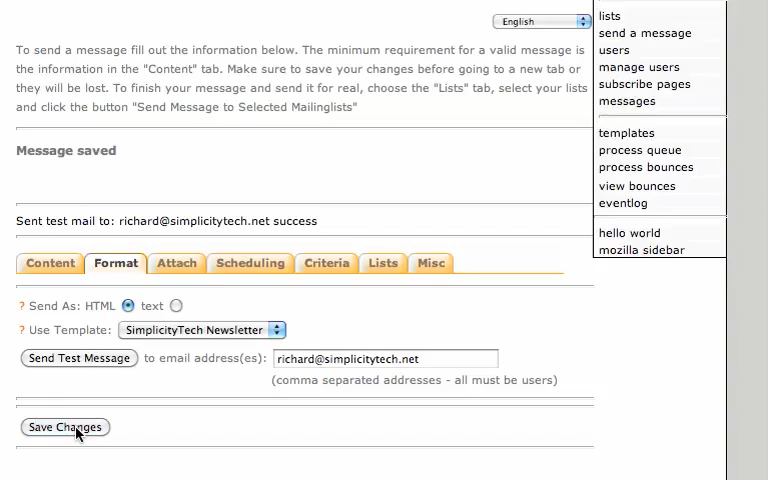 English
To send a message fill out the information below. The minimum requirement for a valid message is
the information in the "Content" tab. Make sure to save your changes before going to a new tab or
they will be lost. To finish your message and send it for real, choose the "Lists" tab, select your lists
and click the button "Send Message to Selected Mailinglists"
Message saved
Sent test mail to: richard@simplicitytech.net success
Content Format Attach Scheduling Criteria Lists Misc
? Send As: HTML text
? Use Template: SimplicityTech Newsletter
Send Test Message to email address(es): richard@simplicitytech.net
(comma separated addresses - all must be users)
Save Changes
lists
send a message
users
manage users
subscribe pages
messages
templates
process queue
process bounces
view bounces
eventlog
hello world
mozilla sidebar